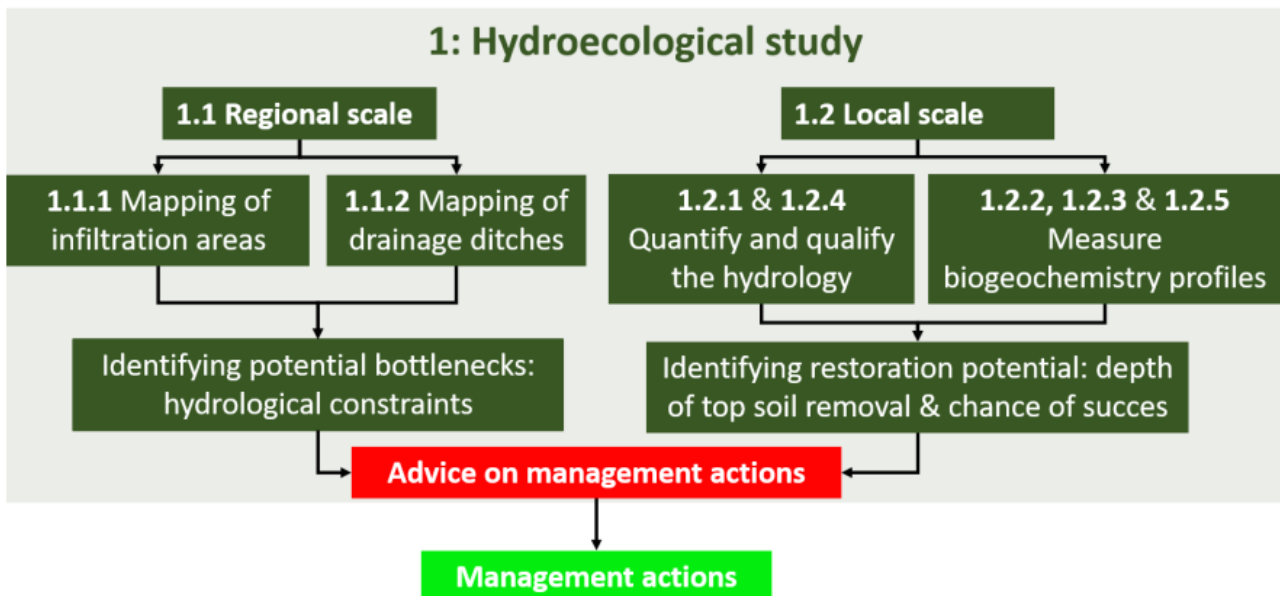 1: Hydroecological study
1.1 Regional scale
1.2 Local scale
1.1.1 Mapping of
infiltration areas
1.1.2 Mapping of
drainage ditches
1.2.1 & 1.2.4
Quantify and qualify
the hydrology
1.2.2, 1.2.3 & 1.2.5
Measure
biogeochemistry profiles
Identifying potential bottlenecks:
hydrological constraints
Identifying restoration potential: depth
of top soil removal & chance of succes
Advice on management actions
Management actions